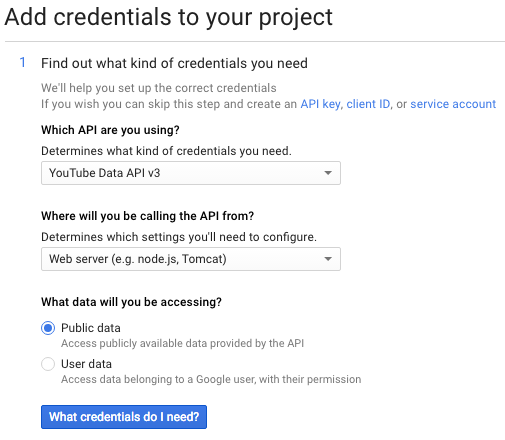 Add credentials to your project
1 Find out what kind of credentials you need
We'll help you set up the correct credentials
If you wish you can skip this step and create an API key, client ID, or service account
Which API are you using?
Determines what kind of credentials you need.
YouTube Data API v3
Where will you be calling the API from?
Determines which settings you'll need to configure.
Web server (e.g. node.js, Tomcat)
What data will you be accessing?
Public data
Access publicly available data provided by the API
User data
Access data belonging to a Google user, with their permission
What credentials do I need?